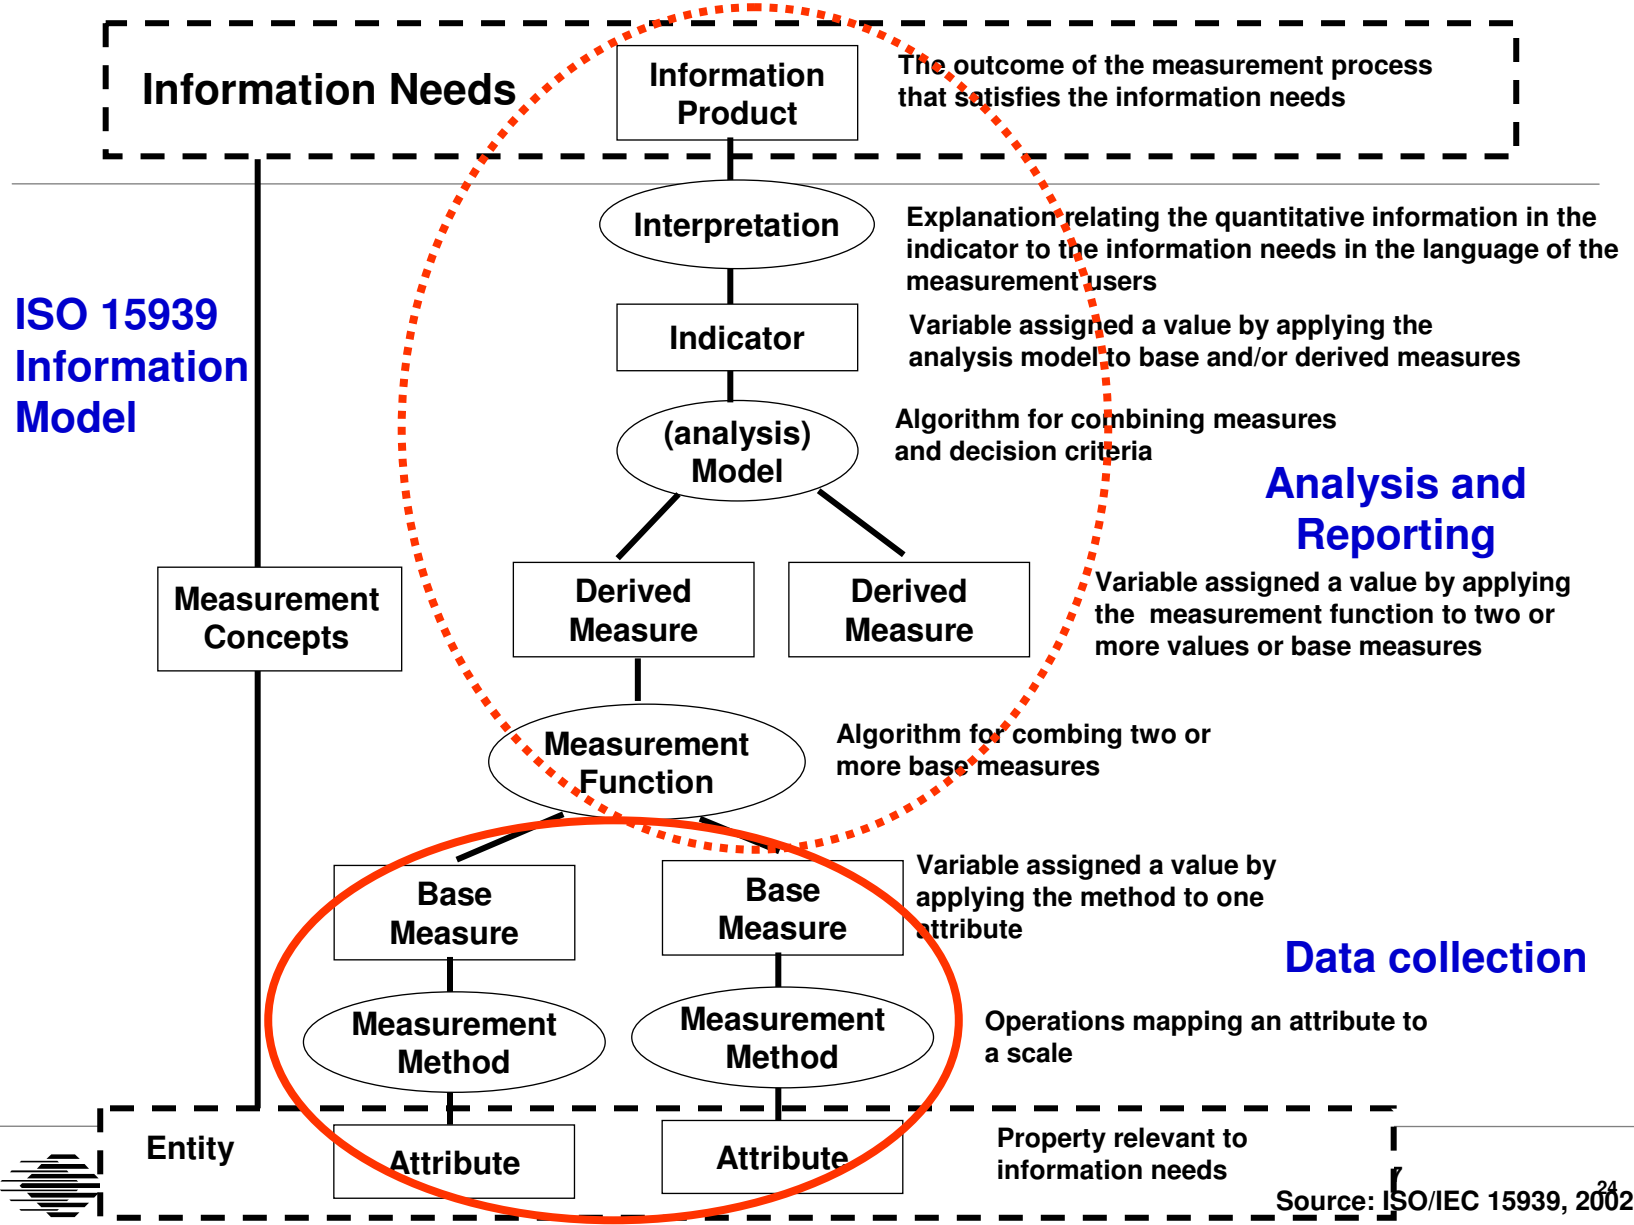 Information Needs
Information
Product
The outcome of the measurement process
that satisfies the information needs
Interpretation
Explanation relating the quantitative information in the
indicator to the information needs in the language of the
measurement users
ISO 15939
Information
Model
Indicator
Variable assigned a value by applying the
analysis model to base and/or derived measures
(analysis)
Model
Algorithm for combining measures
and decision criteria
Analysis and
Reporting
Measurement
Concepts
Derived
Measure
Derived
Measure
Variable assigned a value by applying
the measurement function to two or
more values or base measures
Measurement
Function
Algorithm for combing two or
more base measures
Base
Measure
Base
Measure
Variable assigned a value by
applying the method to one
attribute
Data collection
Measurement
Method
Measurement
Method
Operations mapping an attribute to
a scale
Entity
Attribute
Attribute
Property relevant to
information needs
24
Source: ISO/IEC 15939, 2002